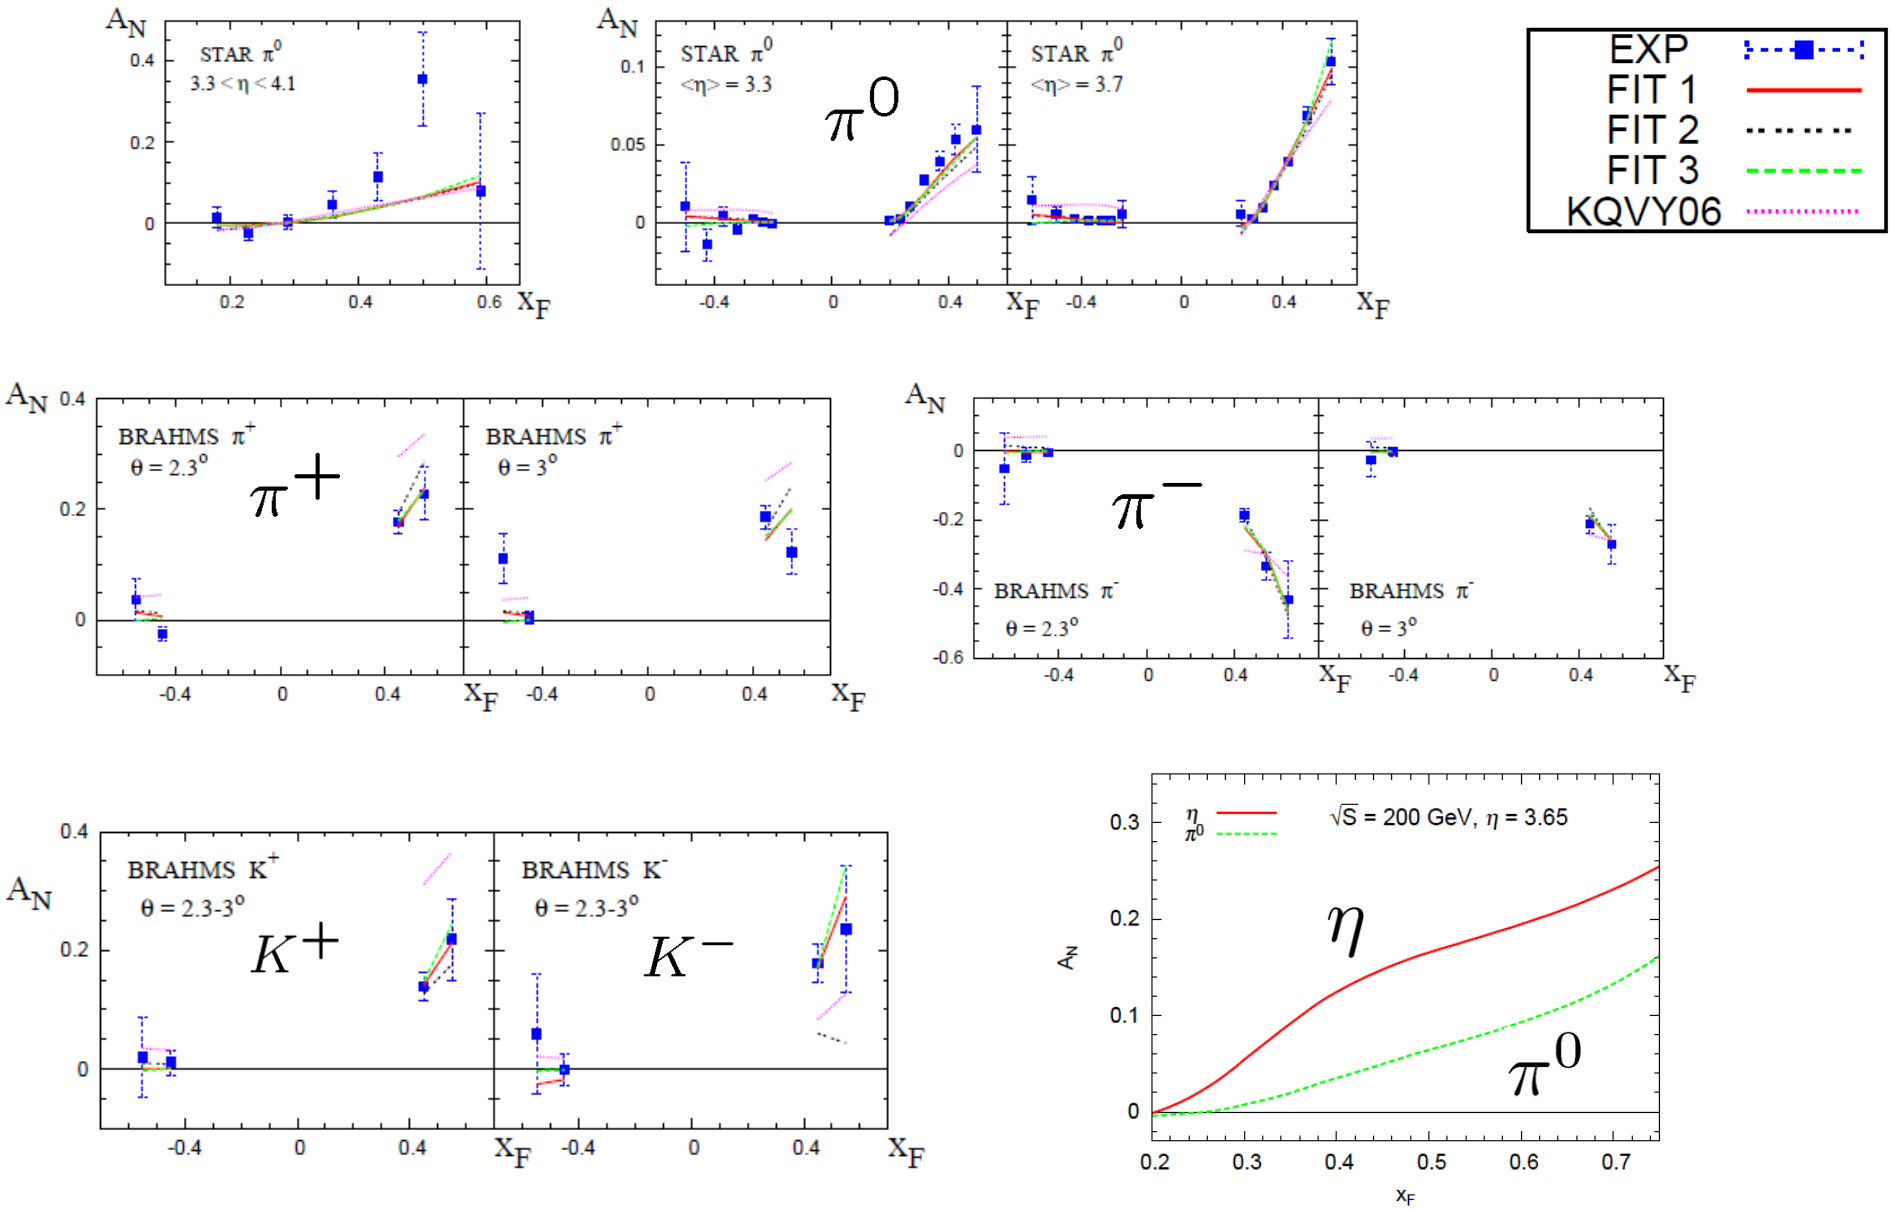 A_N
STAR π⁰
3.3 < η < 4.1
0.4
0.2
0
0.2
0.4
0.6
X_F
A_N
STAR π⁰
<η> = 3.3
π⁰
STAR π⁰
<η> = 3.7
0.1
0.05
0
-0.4
0
0.4
X_F
-0.4
0
0.4
X_F
EXP
FIT 1
FIT 2
FIT 3
KQVY06
A_N
0.4
0.2
0
BRAHMS π⁺
θ = 2.3°
π⁺
BRAHMS π⁺
θ = 3°
-0.4
0
0.4
X_F
-0.4
0
0.4
X_F
A_N
0
-0.2
-0.4
-0.6
π⁻
BRAHMS π⁻
θ = 2.3°
BRAHMS π⁻
θ = 3°
-0.4
0
0.4
X_F
-0.4
0
0.4
X_F
0.4
A_N
0.2
0
BRAHMS K⁺
θ = 2.3-3°
K⁺
BRAHMS K⁻
θ = 2.3-3°
K⁻
-0.4
0
0.4
X_F
-0.4
0
0.4
X_F
η
π⁰
√S = 200 GeV, η = 3.65
0.3
0.2
0.1
0
A_N
η
π⁰
0.2
0.3
0.4
0.5
0.6
0.7
x_F